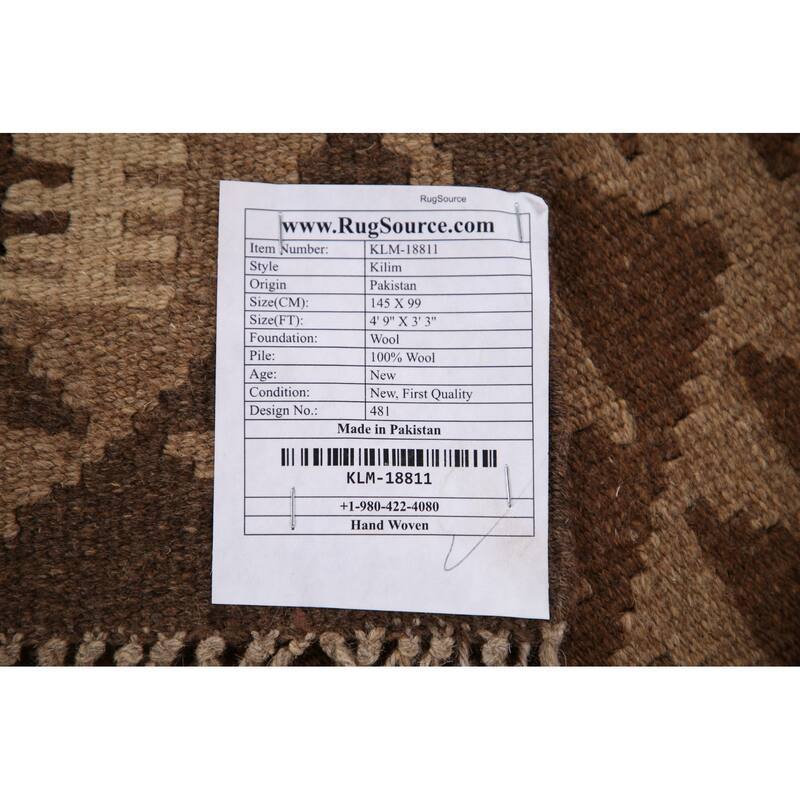 RugSource
www.RugSource.com
Item Number: KLM-18811
Style Kilim
Origin Pakistan
Size(CM): 145 X 99
Size(FT): 4' 9" X 3' 3"
Foundation: Wool
Pile: 100% Wool
Age: New
Condition: New, First Quality
Design No.: 481
Made in Pakistan
KLM-18811
+1-980-422-4080
Hand Woven